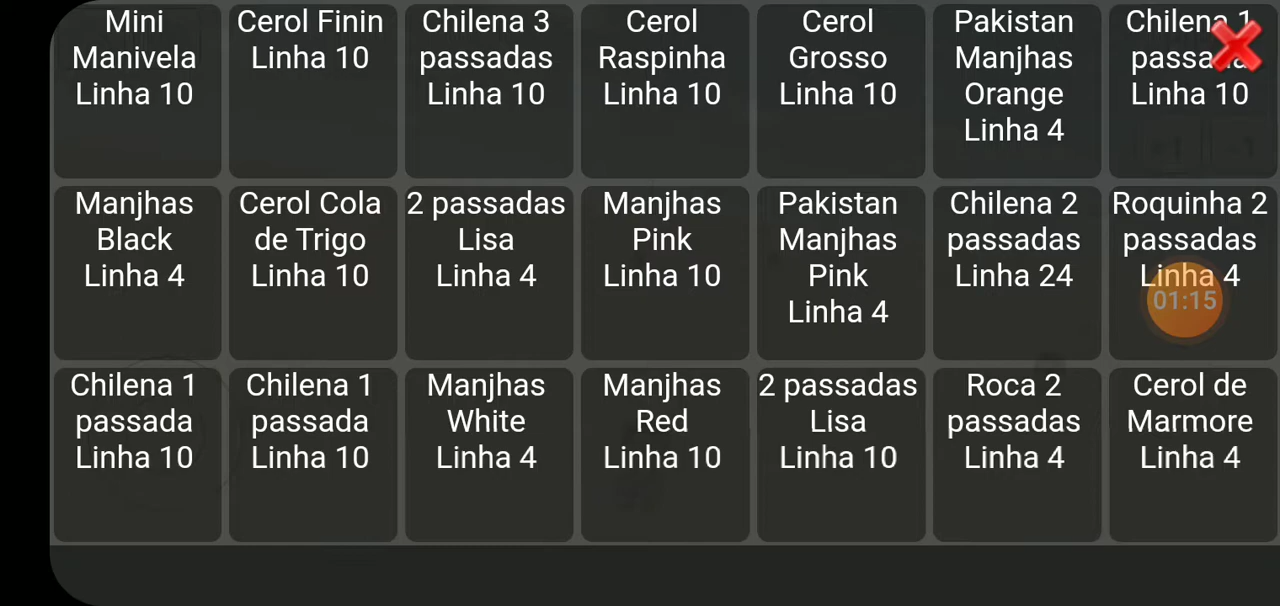 Mini
Manivela
Linha 10
Cerol Finin
Linha 10
Chilena 3
passadas
Linha 10
Cerol
Raspinha
Linha 10
Cerol
Grosso
Linha 10
Pakistan
Manjhas
Orange
Linha 4
Chilena 1
passada
Linha 10
Manjhas
Black
Linha 4
Cerol Cola
de Trigo
Linha 10
2 passadas
Lisa
Linha 4
Manjhas
Pink
Linha 10
Pakistan
Manjhas
Pink
Linha 4
Chilena 2
passadas
Linha 24
Roquinha 2
passadas
Linha 4
01:15
Chilena 1
passada
Linha 10
Chilena 1
passada
Linha 10
Manjhas
White
Linha 4
Manjhas
Red
Linha 10
2 passadas
Lisa
Linha 10
Roca 2
passadas
Linha 4
Cerol de
Marmore
Linha 4